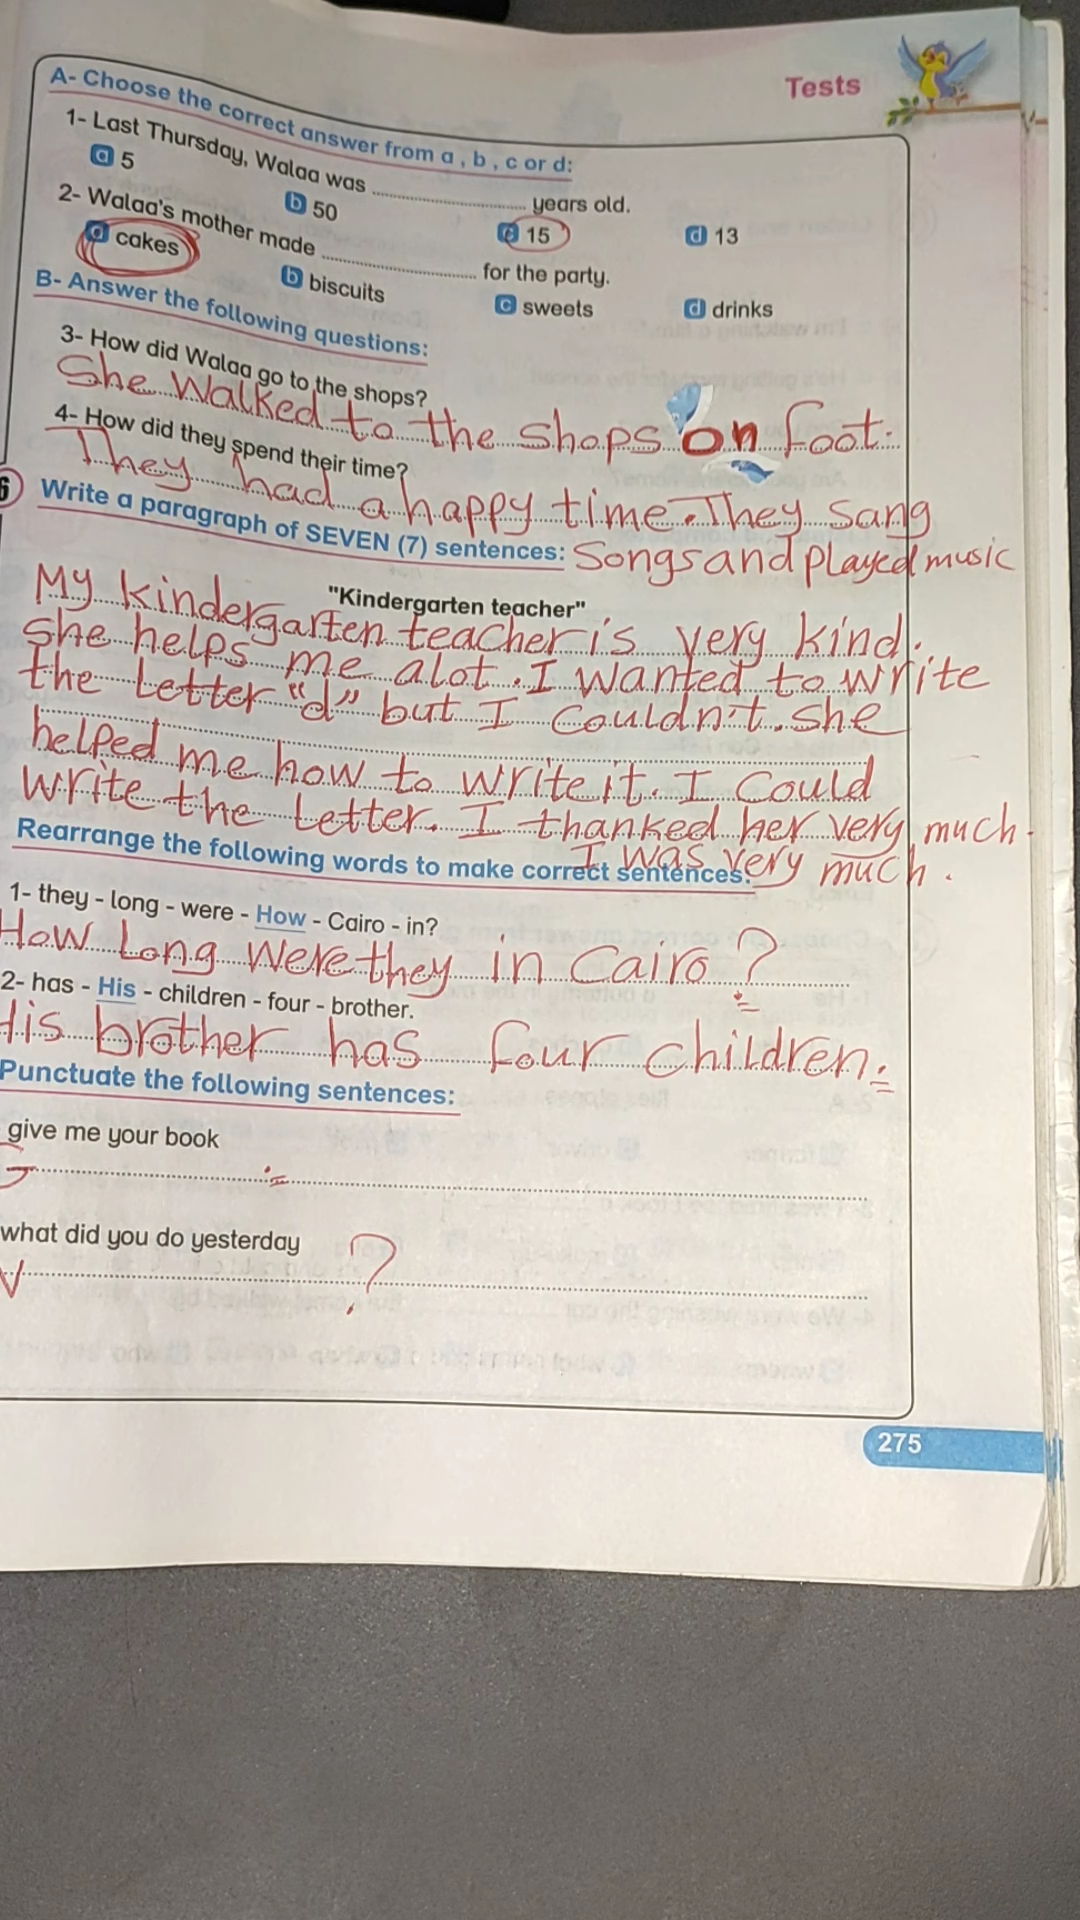 Tests
A- Choose the correct answer from a , b , c or d:
1- Last Thursday, Walaa was ........................ years old.
a 5 b 50 c 15 d 13
2- Walaa's mother made ........................ for the party.
a cakes b biscuits c sweets d drinks
B- Answer the following questions:
3- How did Walaa go to the shops?
She Walked to the shops on foot.
4- How did they spend their time?
They had a happy time. They sang
songs and played music
6 Write a paragraph of SEVEN (7) sentences:
"Kindergarten teacher"
My kindergarten teacher is very kind.
she helps me alot. I wanted to write
the letter "d" but I couldn't. she
helped me how to write it. I Could
write the letter. I thanked her very much.
I was very much.
Rearrange the following words to make correct sentences:
1- they - long - were - How - Cairo - in?
How long were they in Cairo ?
2- has - His - children - four - brother.
His brother has four children.
Punctuate the following sentences:
give me your book
G .
what did you do yesterday
W ?
275